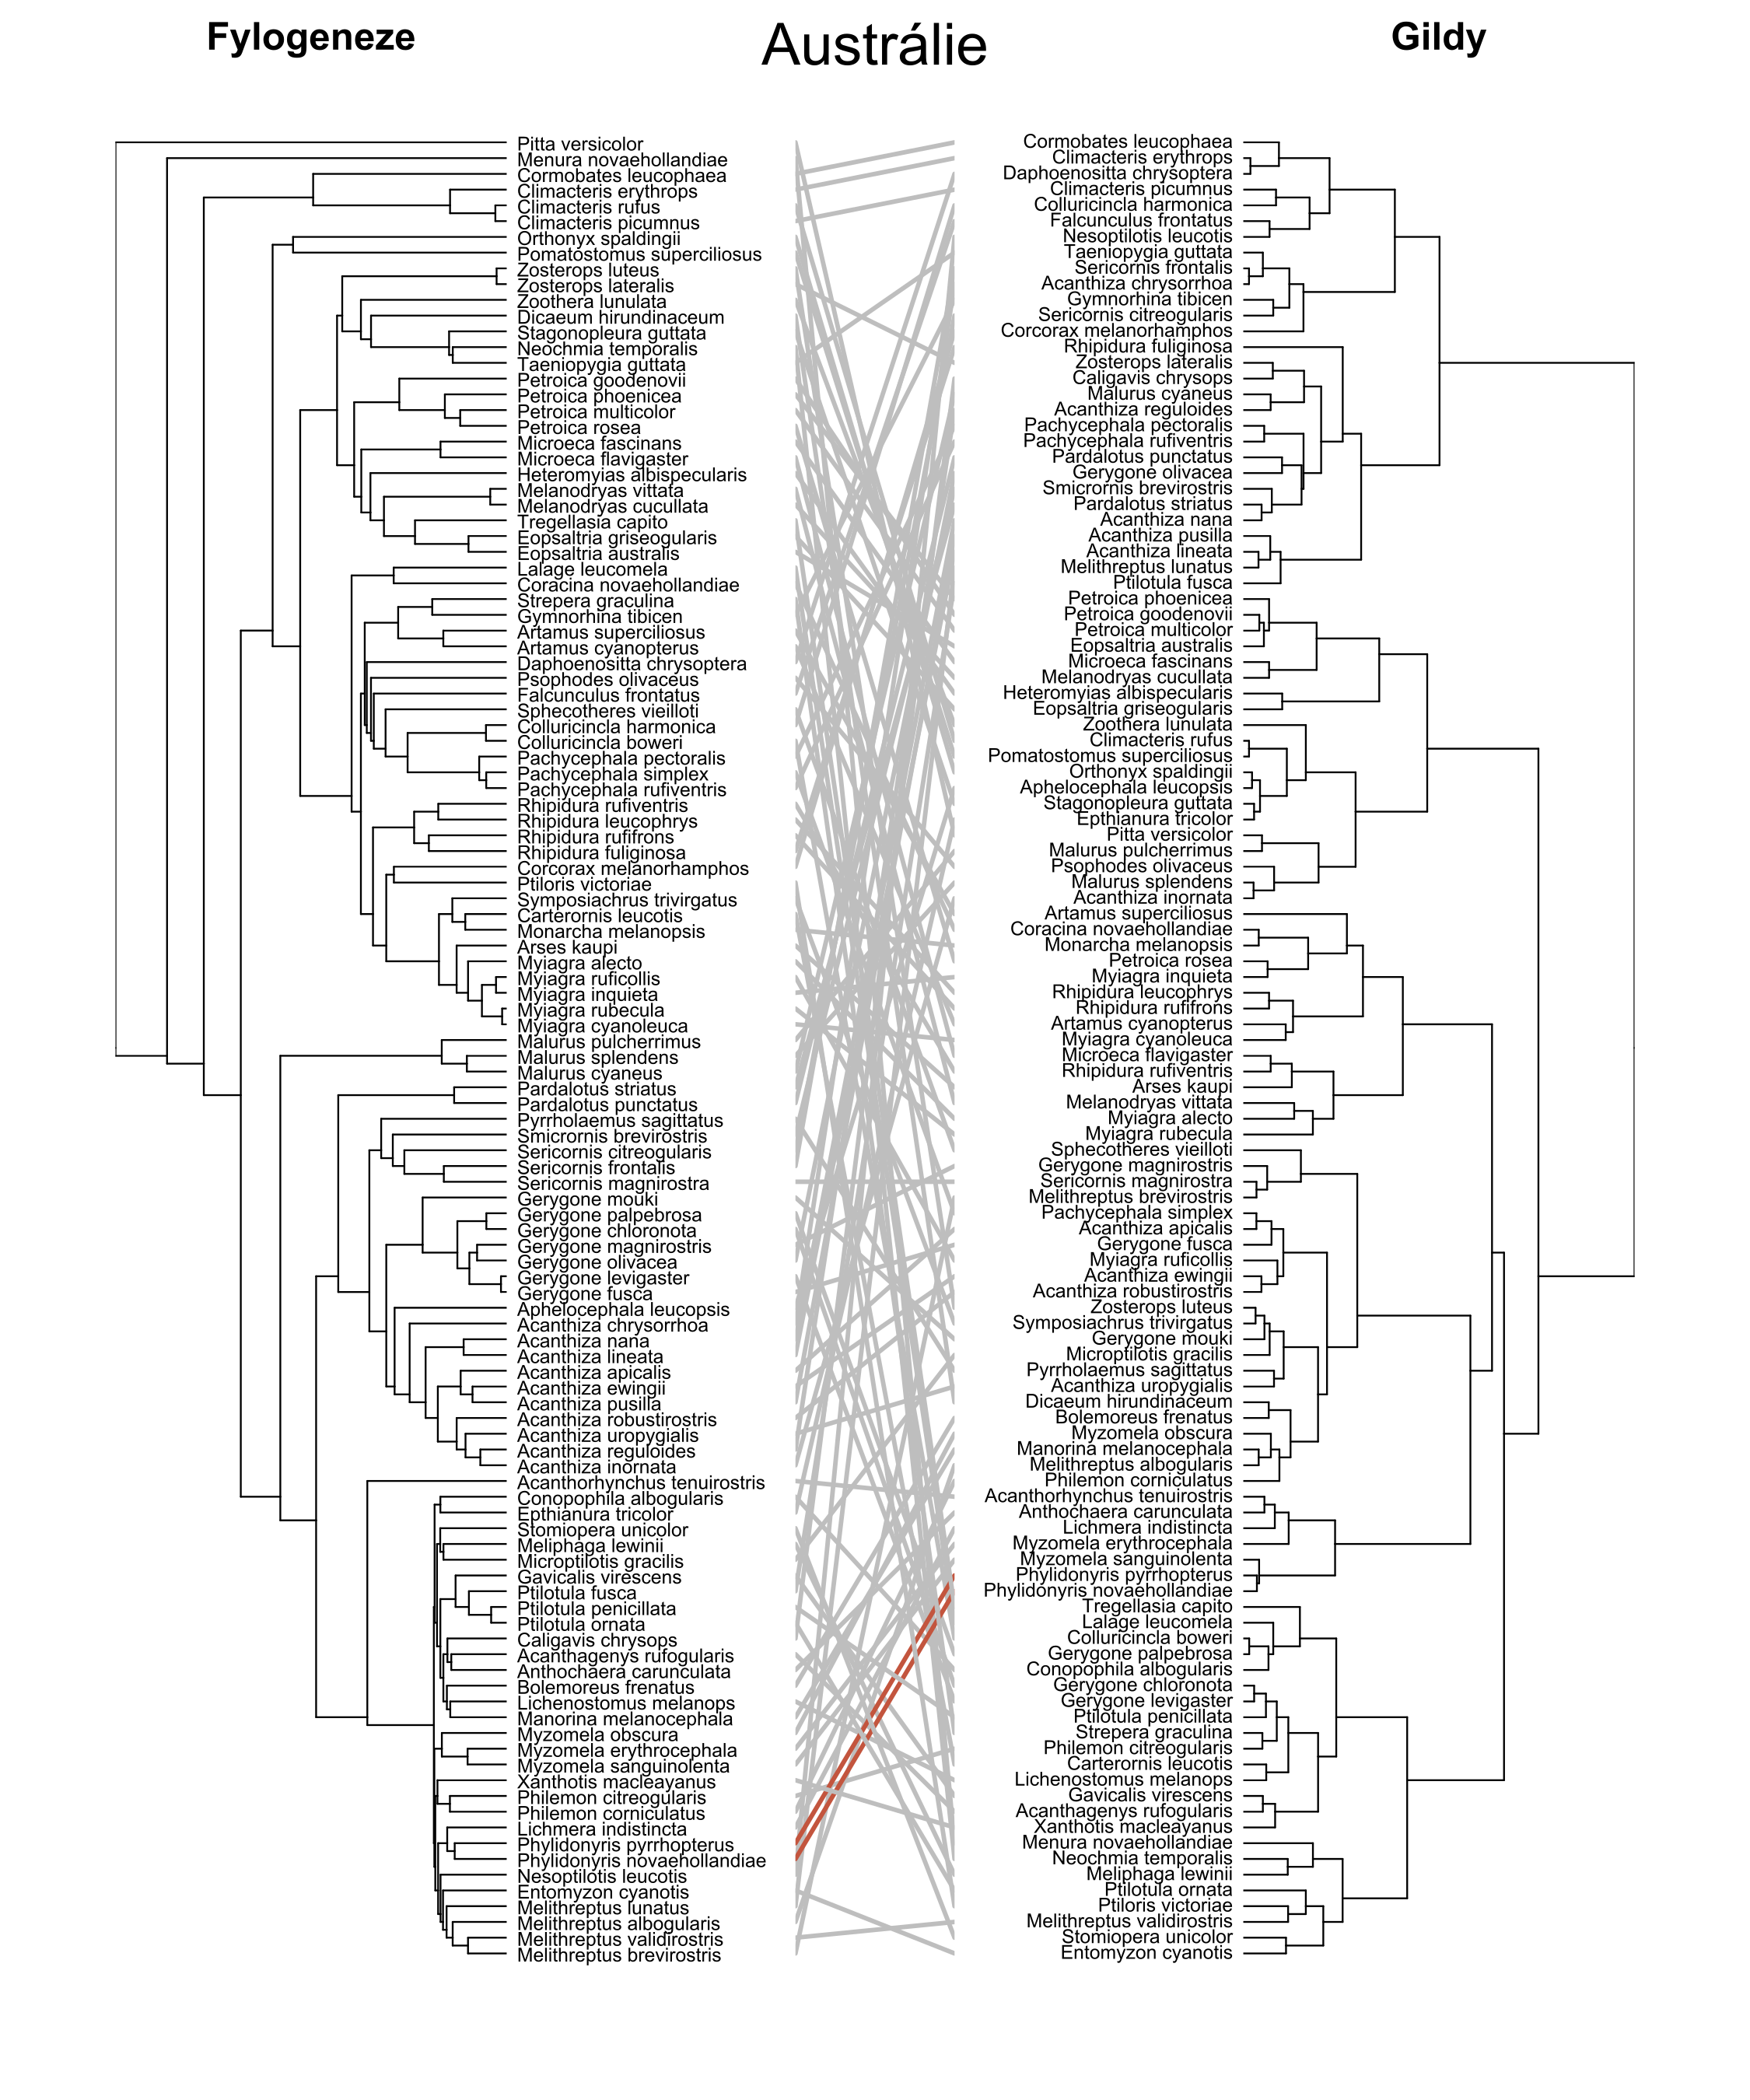 Fylogeneze
Austrálie
Gildy
Pitta versicolor
Menura novaehollandiae
Cormobates leucophaea
Climacteris erythrops
Climacteris rufus
Climacteris picumnus
Orthonyx spaldingii
Pomatostomus superciliosus
Zosterops luteus
Zosterops lateralis
Zoothera lunulata
Dicaeum hirundinaceum
Stagonopleura guttata
Neochmia temporalis
Taeniopygia guttata
Petroica goodenovii
Petroica phoenicea
Petroica multicolor
Petroica rosea
Microeca fascinans
Microeca flavigaster
Heteromyias albispecularis
Melanodryas vittata
Melanodryas cucullata
Tregellasia capito
Eopsaltria griseogularis
Eopsaltria australis
Lalage leucomela
Coracina novaehollandiae
Strepera graculina
Gymnorhina tibicen
Artamus superciliosus
Artamus cyanopterus
Daphoenositta chrysoptera
Psophodes olivaceus
Falcunculus frontatus
Sphecotheres vieilloti
Colluricincla harmonica
Colluricincla boweri
Pachycephala pectoralis
Pachycephala simplex
Pachycephala rufiventris
Rhipidura rufiventris
Rhipidura leucophrys
Rhipidura rufifrons
Rhipidura fuliginosa
Corcorax melanorhamphos
Ptiloris victoriae
Symposiachrus trivirgatus
Carterornis leucotis
Monarcha melanopsis
Arses kaupi
Myiagra alecto
Myiagra ruficollis
Myiagra inquieta
Myiagra rubecula
Myiagra cyanoleuca
Malurus pulcherrimus
Malurus splendens
Malurus cyaneus
Pardalotus striatus
Pardalotus punctatus
Pyrrholaemus sagittatus
Smicrornis brevirostris
Sericornis citreogularis
Sericornis frontalis
Sericornis magnirostra
Gerygone mouki
Gerygone palpebrosa
Gerygone chloronota
Gerygone magnirostris
Gerygone olivacea
Gerygone levigaster
Gerygone fusca
Aphelocephala leucopsis
Acanthiza chrysorrhoa
Acanthiza nana
Acanthiza lineata
Acanthiza apicalis
Acanthiza ewingii
Acanthiza pusilla
Acanthiza robustirostris
Acanthiza uropygialis
Acanthiza reguloides
Acanthiza inornata
Acanthorhynchus tenuirostris
Conopophila albogularis
Epthianura tricolor
Stomiopera unicolor
Meliphaga lewinii
Microptilotis gracilis
Gavicalis virescens
Ptilotula fusca
Ptilotula penicillata
Ptilotula ornata
Caligavis chrysops
Acanthagenys rufogularis
Anthochaera carunculata
Bolemoreus frenatus
Lichenostomus melanops
Manorina melanocephala
Myzomela obscura
Myzomela erythrocephala
Myzomela sanguinolenta
Xanthotis macleayanus
Philemon citreogularis
Philemon corniculatus
Lichmera indistincta
Phylidonyris pyrrhopterus
Phylidonyris novaehollandiae
Nesoptilotis leucotis
Entomyzon cyanotis
Melithreptus lunatus
Melithreptus albogularis
Melithreptus validirostris
Melithreptus brevirostris
Cormobates leucophaea
Climacteris erythrops
Daphoenositta chrysoptera
Climacteris picumnus
Colluricincla harmonica
Falcunculus frontatus
Nesoptilotis leucotis
Taeniopygia guttata
Sericornis frontalis
Acanthiza chrysorrhoa
Gymnorhina tibicen
Sericornis citreogularis
Corcorax melanorhamphos
Rhipidura fuliginosa
Zosterops lateralis
Caligavis chrysops
Malurus cyaneus
Acanthiza reguloides
Pachycephala pectoralis
Pachycephala rufiventris
Pardalotus punctatus
Gerygone olivacea
Smicrornis brevirostris
Pardalotus striatus
Acanthiza nana
Acanthiza pusilla
Acanthiza lineata
Melithreptus lunatus
Ptilotula fusca
Petroica phoenicea
Petroica goodenovii
Petroica multicolor
Eopsaltria australis
Microeca fascinans
Melanodryas cucullata
Heteromyias albispecularis
Eopsaltria griseogularis
Zoothera lunulata
Climacteris rufus
Pomatostomus superciliosus
Orthonyx spaldingii
Aphelocephala leucopsis
Stagonopleura guttata
Epthianura tricolor
Pitta versicolor
Malurus pulcherrimus
Psophodes olivaceus
Malurus splendens
Acanthiza inornata
Artamus superciliosus
Coracina novaehollandiae
Monarcha melanopsis
Petroica rosea
Myiagra inquieta
Rhipidura leucophrys
Rhipidura rufifrons
Artamus cyanopterus
Myiagra cyanoleuca
Microeca flavigaster
Rhipidura rufiventris
Arses kaupi
Melanodryas vittata
Myiagra alecto
Myiagra rubecula
Sphecotheres vieilloti
Gerygone magnirostris
Sericornis magnirostra
Melithreptus brevirostris
Pachycephala simplex
Acanthiza apicalis
Gerygone fusca
Myiagra ruficollis
Acanthiza ewingii
Acanthiza robustirostris
Zosterops luteus
Symposiachrus trivirgatus
Gerygone mouki
Microptilotis gracilis
Pyrrholaemus sagittatus
Acanthiza uropygialis
Dicaeum hirundinaceum
Bolemoreus frenatus
Myzomela obscura
Manorina melanocephala
Melithreptus albogularis
Philemon corniculatus
Acanthorhynchus tenuirostris
Anthochaera carunculata
Lichmera indistincta
Myzomela erythrocephala
Myzomela sanguinolenta
Phylidonyris pyrrhopterus
Phylidonyris novaehollandiae
Tregellasia capito
Lalage leucomela
Colluricincla boweri
Gerygone palpebrosa
Conopophila albogularis
Gerygone chloronota
Gerygone levigaster
Ptilotula penicillata
Strepera graculina
Philemon citreogularis
Carterornis leucotis
Lichenostomus melanops
Gavicalis virescens
Acanthagenys rufogularis
Xanthotis macleayanus
Menura novaehollandiae
Neochmia temporalis
Meliphaga lewinii
Ptilotula ornata
Ptiloris victoriae
Melithreptus validirostris
Stomiopera unicolor
Entomyzon cyanotis